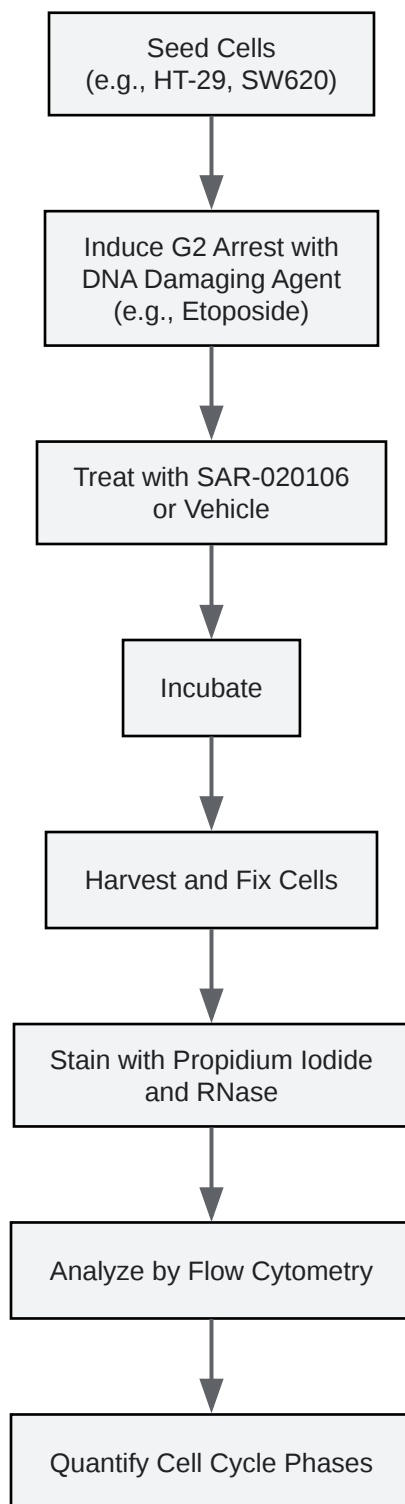 Seed Cells
(e.g., HT-29, SW620)
Induce G2 Arrest with
DNA Damaging Agent
(e.g., Etoposide)
Treat with SAR-020106
or Vehicle
Incubate
Harvest and Fix Cells
Stain with Propidium Iodide
and RNase
Analyze by Flow Cytometry
Quantify Cell Cycle Phases